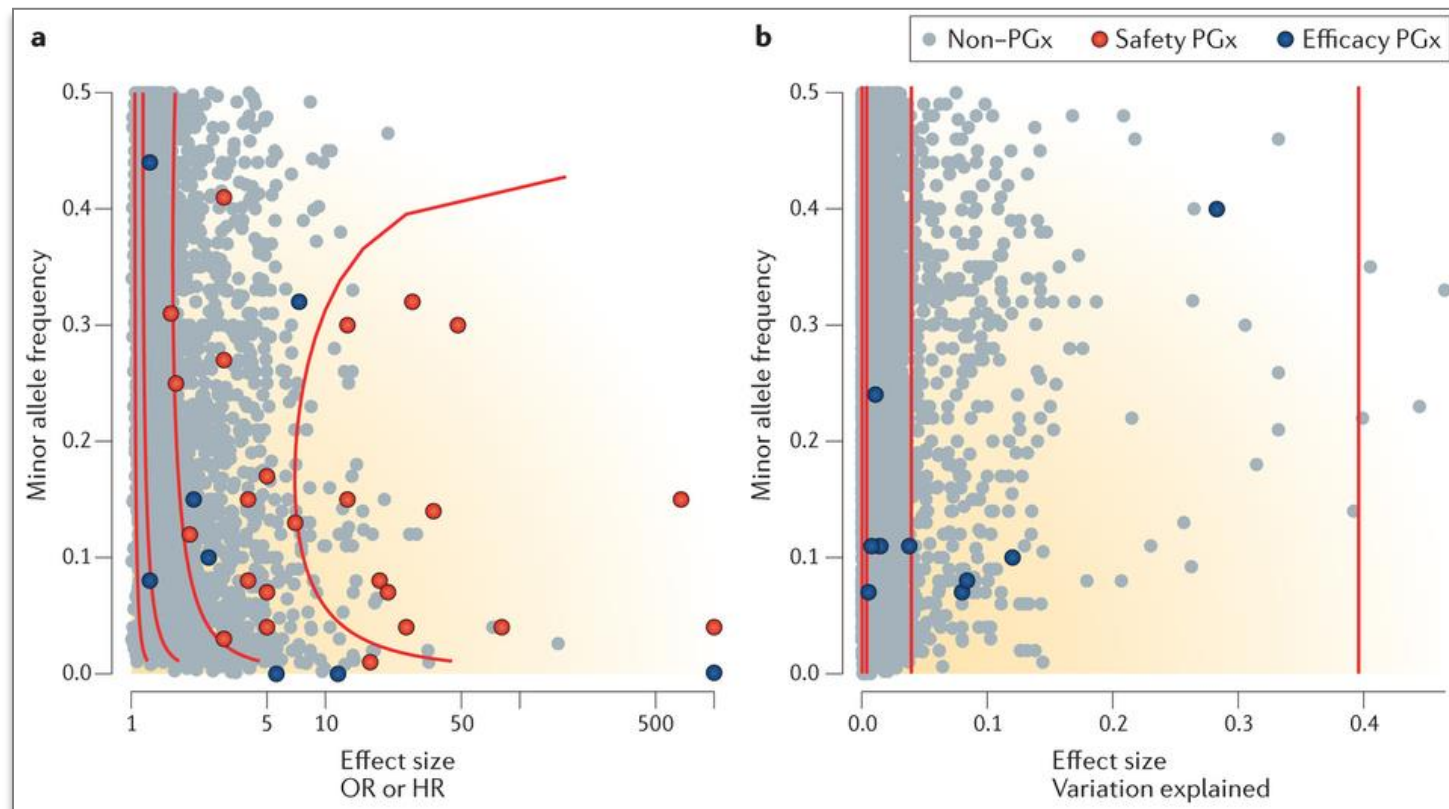 a
b
Non–PGx
Safety PGx
Efficacy PGx
0.5
0.4
0.3
0.2
0.1
0.0
Minor allele frequency
1
5
10
50
500
Effect size
OR or HR
0.5
0.4
0.3
0.2
0.1
0.0
Minor allele frequency
0.0
0.1
0.2
0.3
0.4
Effect size
Variation explained